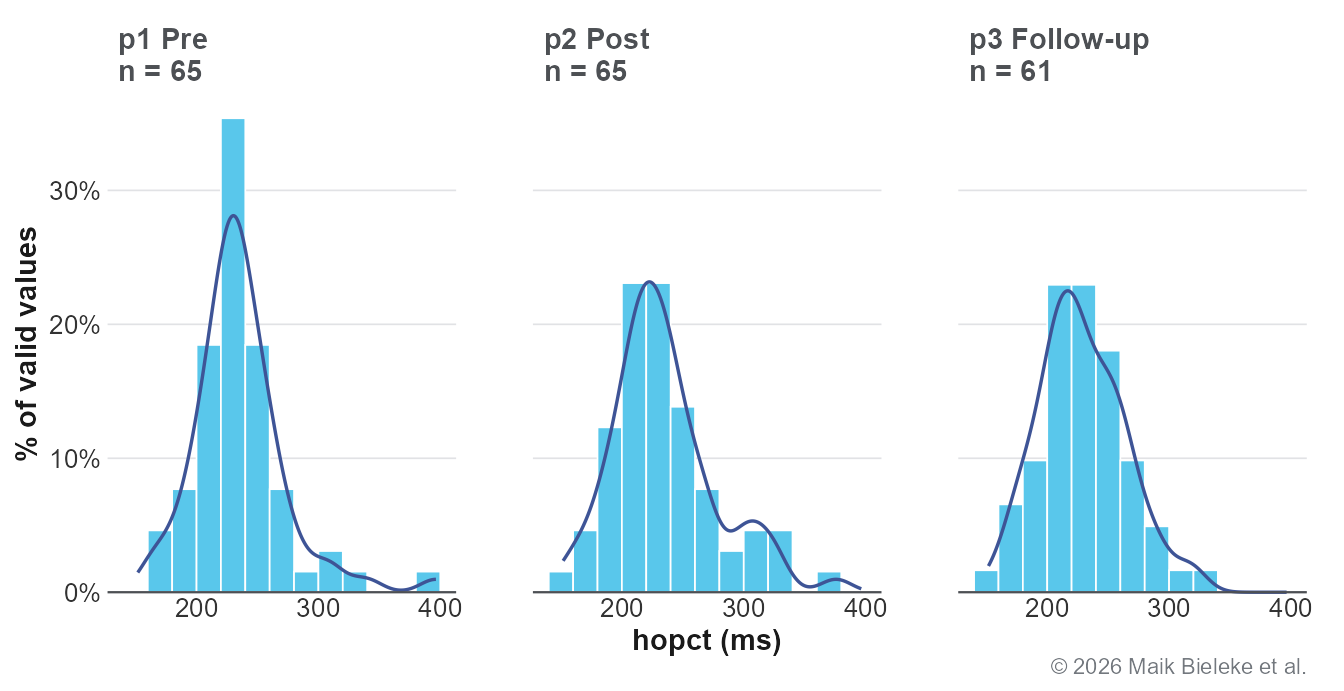 p1 Pre
n = 65
p2 Post
n = 65
p3 Follow-up
n = 61
% of valid values
30%
20%
10%
0%
200 300 400
200 300 400
200 300 400
hopct (ms)
© 2026 Maik Bieleke et al.